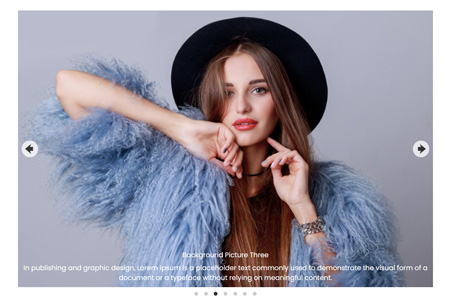 Background Picture Three
In publishing and graphic design, Lorem ipsum is a placeholder text commonly used to demonstrate the visual form of a
document or a typeface without relying on meaningful content.